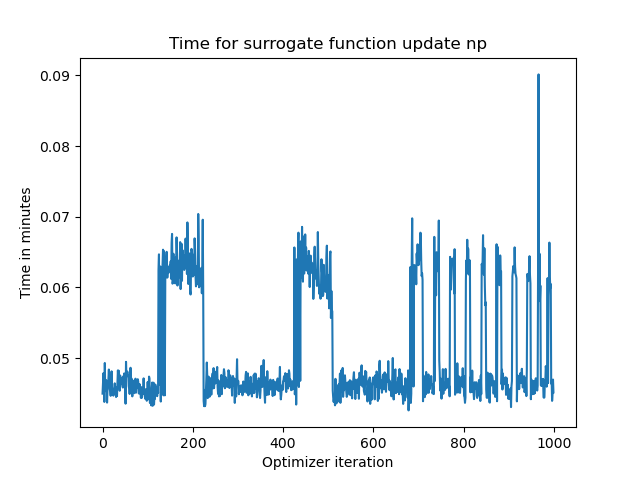 Time for surrogate function update np
0.09
0.08
0.07
0.06
0.05
Time in minutes
0 200 400 600 800 1000
Optimizer iteration